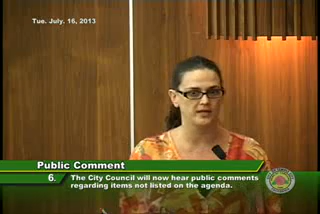 Tue. July. 16, 2013
Public Comment
6. The City Council will now hear public comments
regarding items not listed on the agenda.